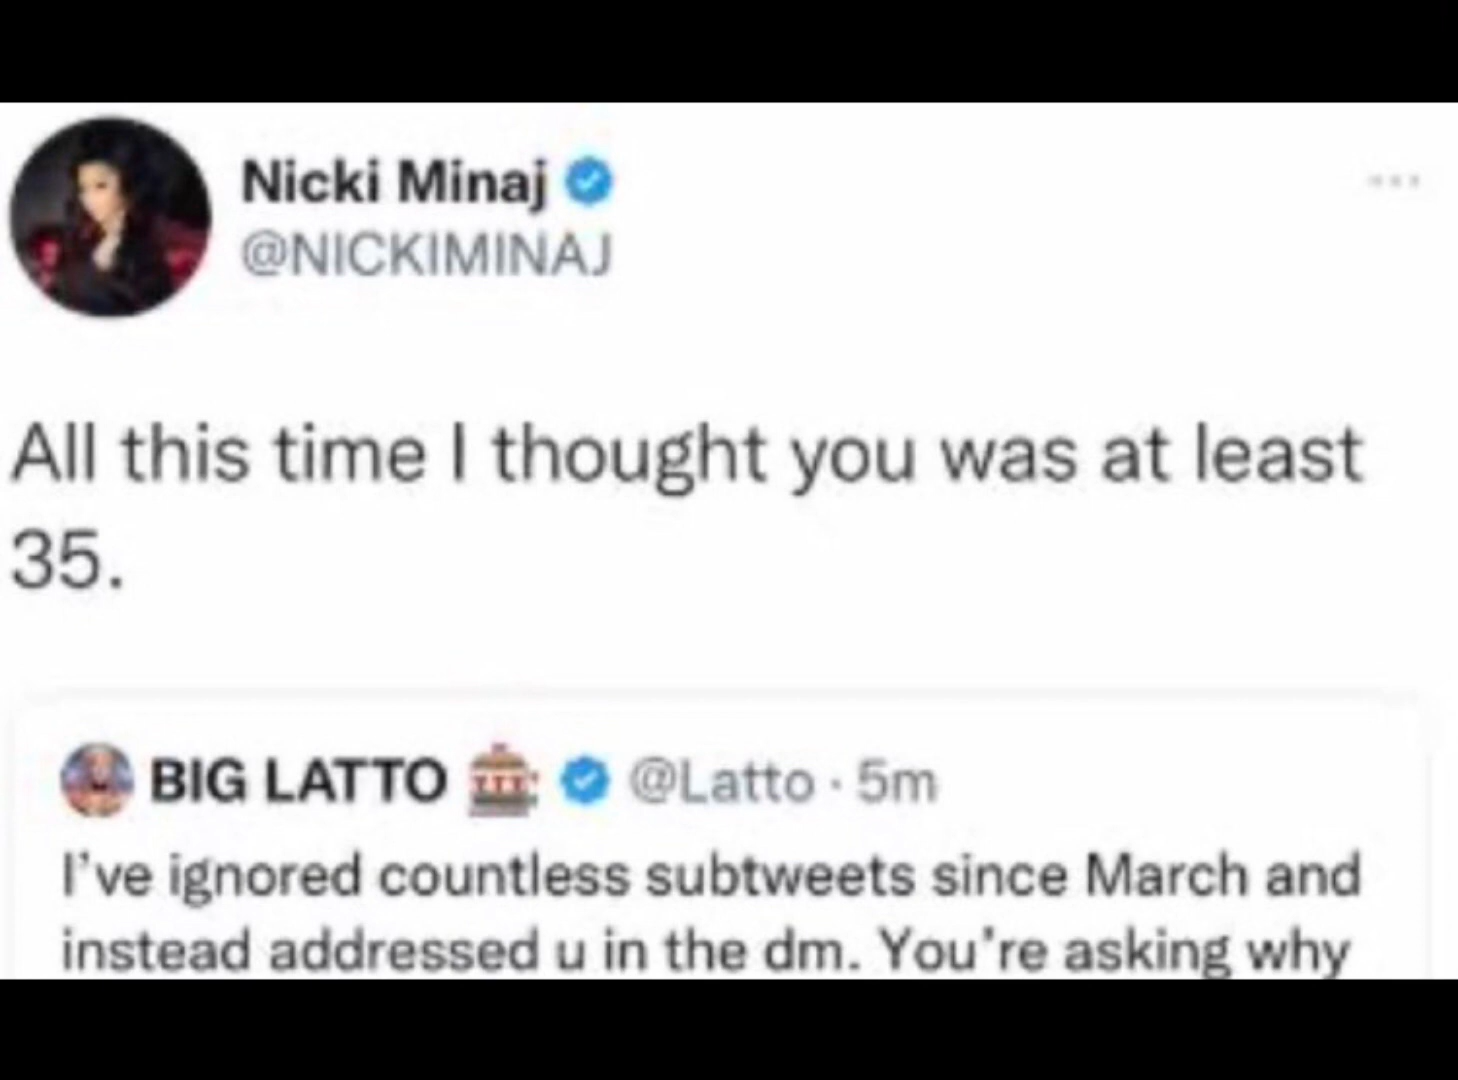 Nicki Minaj
@NICKIMINAJ
All this time I thought you was at least
35.
BIG LATTO 🎰 @Latto · 5m
I've ignored countless subtweets since March and
instead addressed u in the dm. You're asking why